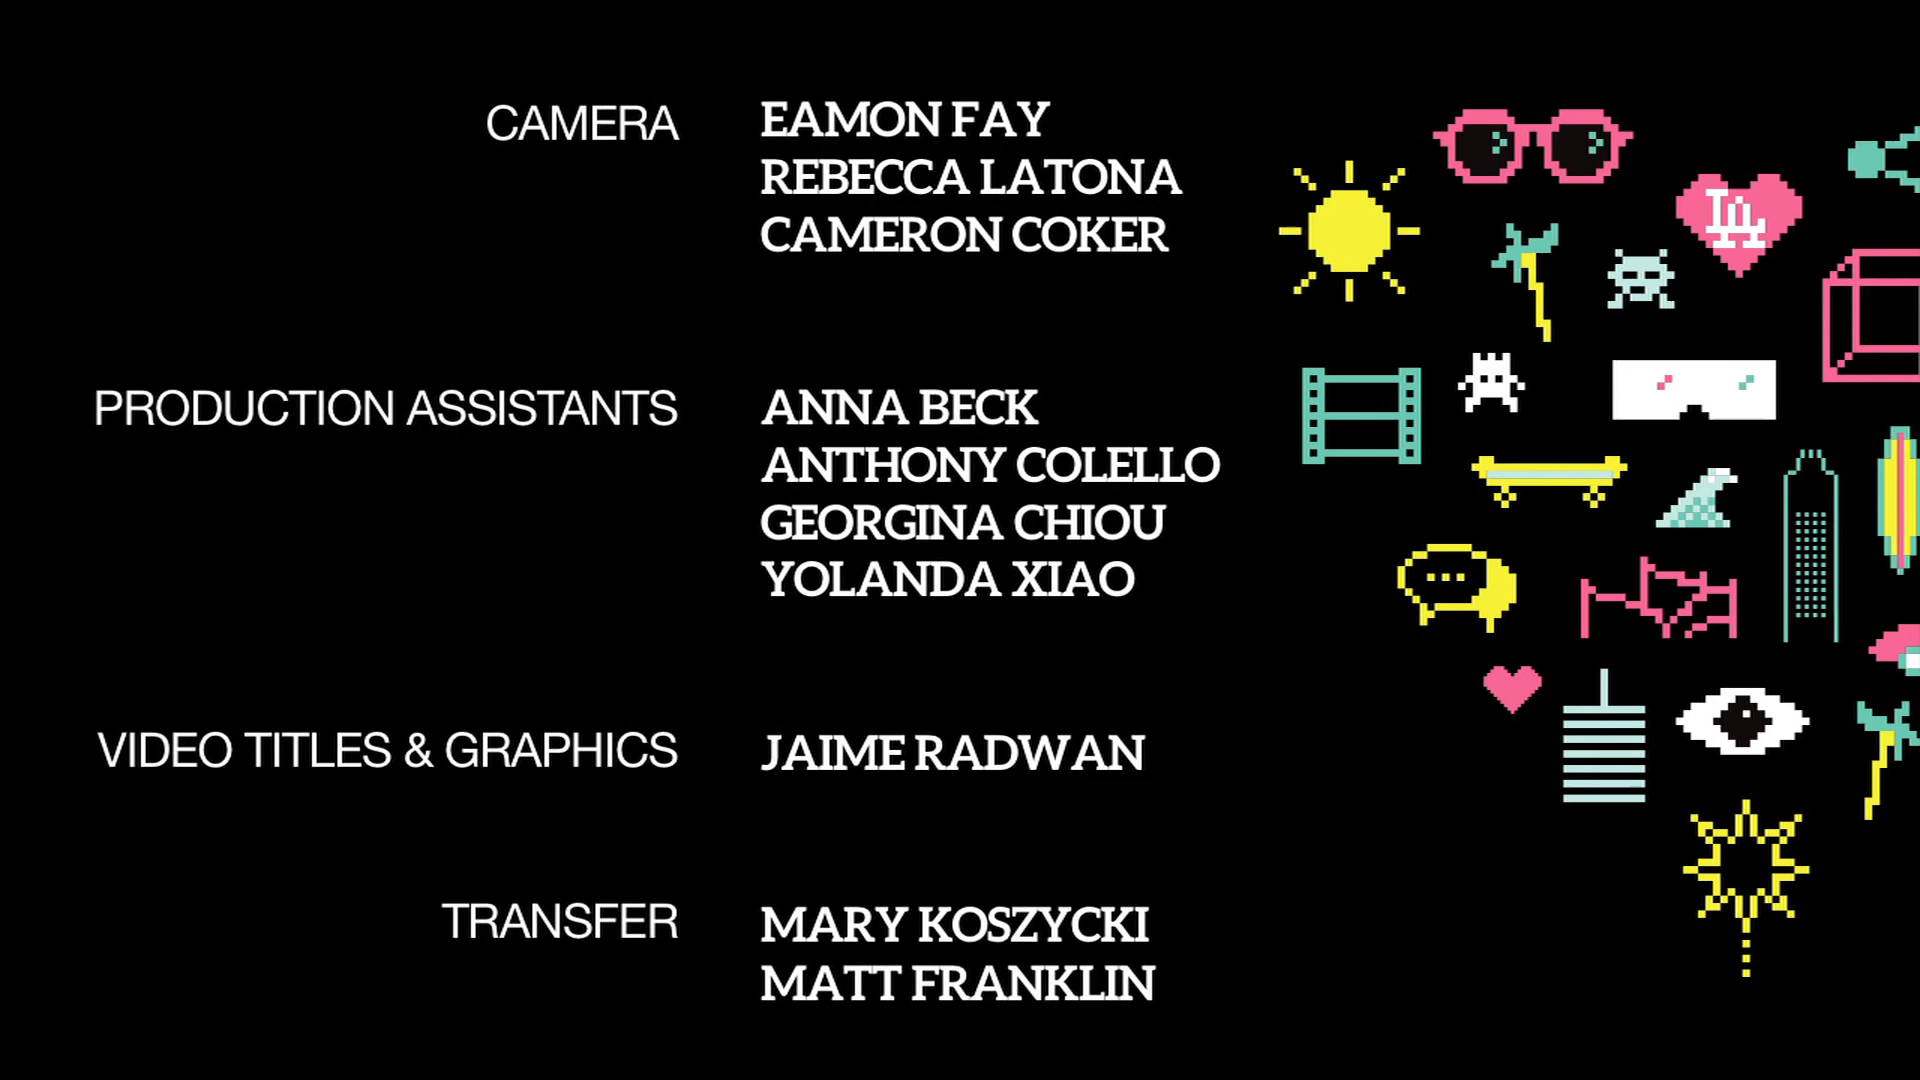 CAMERA EAMON FAY
REBECCA LATONA
CAMERON COKER
PRODUCTION ASSISTANTS ANNA BECK
ANTHONY COLELLO
GEORGINA CHIOU
YOLANDA XIAO
VIDEO TITLES & GRAPHICS JAIME RADWAN
TRANSFER MARY KOSZYCKI
MATT FRANKLIN
LA